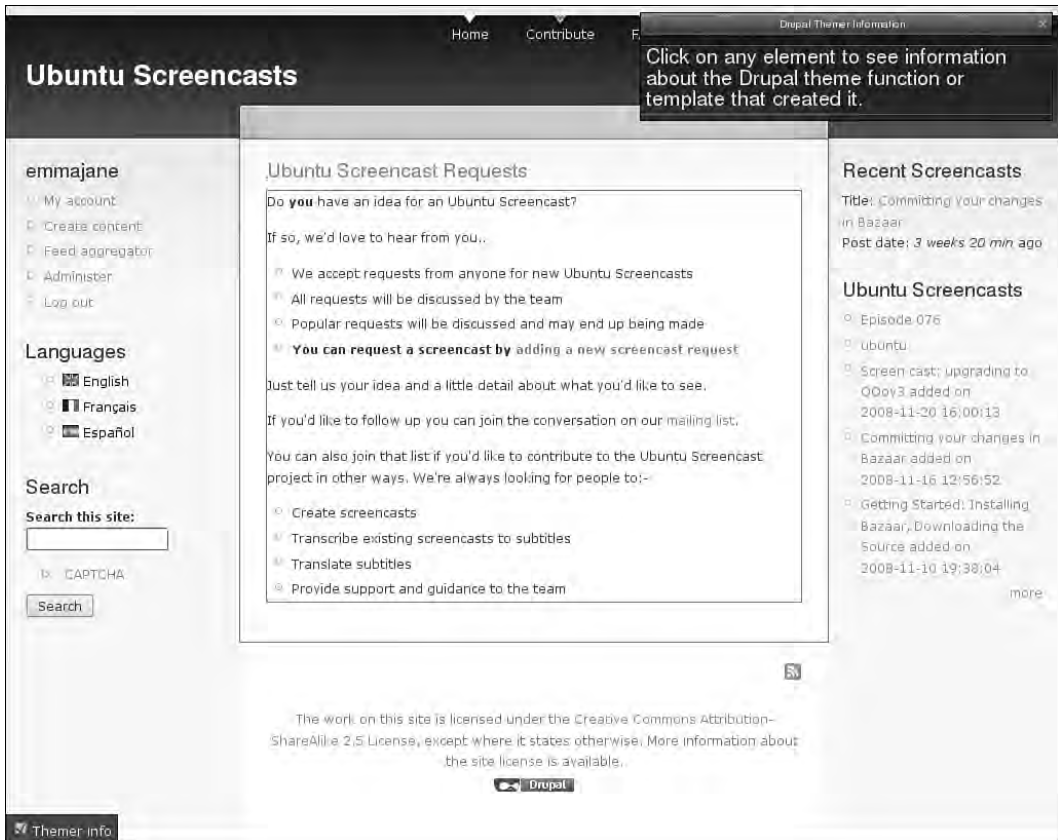 Home
Contribute
Drupal Themer Information
Click on any element to see information
about the Drupal theme function or
template that created it.
Ubuntu Screencasts
emmajane
My account
Create content
Feed aggregator
Administer
Log out
Languages
English
Français
Español
Search
Search this site:
CAPTCHA
Search
Ubuntu Screencast Requests
Do you have an idea for an Ubuntu Screencast?
If so, we'd love to hear from you..
We accept requests from anyone for new Ubuntu Screencasts
All requests will be discussed by the team
Popular requests will be discussed and may end up being made
You can request a screencast by adding a new screencast request
Just tell us your idea and a little detail about what you'd like to see.
If you'd like to follow up you can join the conversation on our mailing list.
You can also join that list if you'd like to contribute to the Ubuntu Screencast
project in other ways. We're always looking for people to:-
Create screencasts
Transcribe existing screencasts to subtitles
Translate subtitles
Provide support and guidance to the team
Recent Screencasts
Title: Committing your changes
in Bazaar
Post date: 3 weeks 20 min ago
Ubuntu Screencasts
Episode 076
ubuntu
Screen cast: upgrading to
OOov3 added on
2008-11-20 16:00:13
Committing your changes in
Bazaar added on
2008-11-16 12:56:52
Getting Started: Installing
Bazaar, Downloading the
Source added on
2008-11-10 19:38:04
more
The work on this site is licensed under the Creative Commons Attribution-
ShareAlike 2.5 License, except where it states otherwise. More information about
the site license is available.
Drupal
Themer info